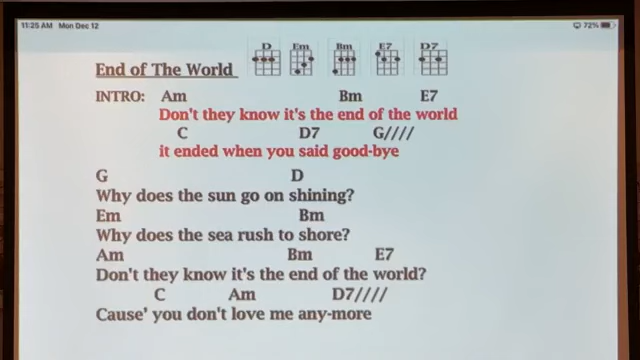 11:25 AM Mon Dec 12 72%
D Em Bm E7 D7
End of The World
INTRO: Am Bm E7
Don't they know it's the end of the world
C D7 G////
it ended when you said good-bye
G D
Why does the sun go on shining?
Em Bm
Why does the sea rush to shore?
Am Bm E7
Don't they know it's the end of the world?
C Am D7////
Cause' you don't love me any-more